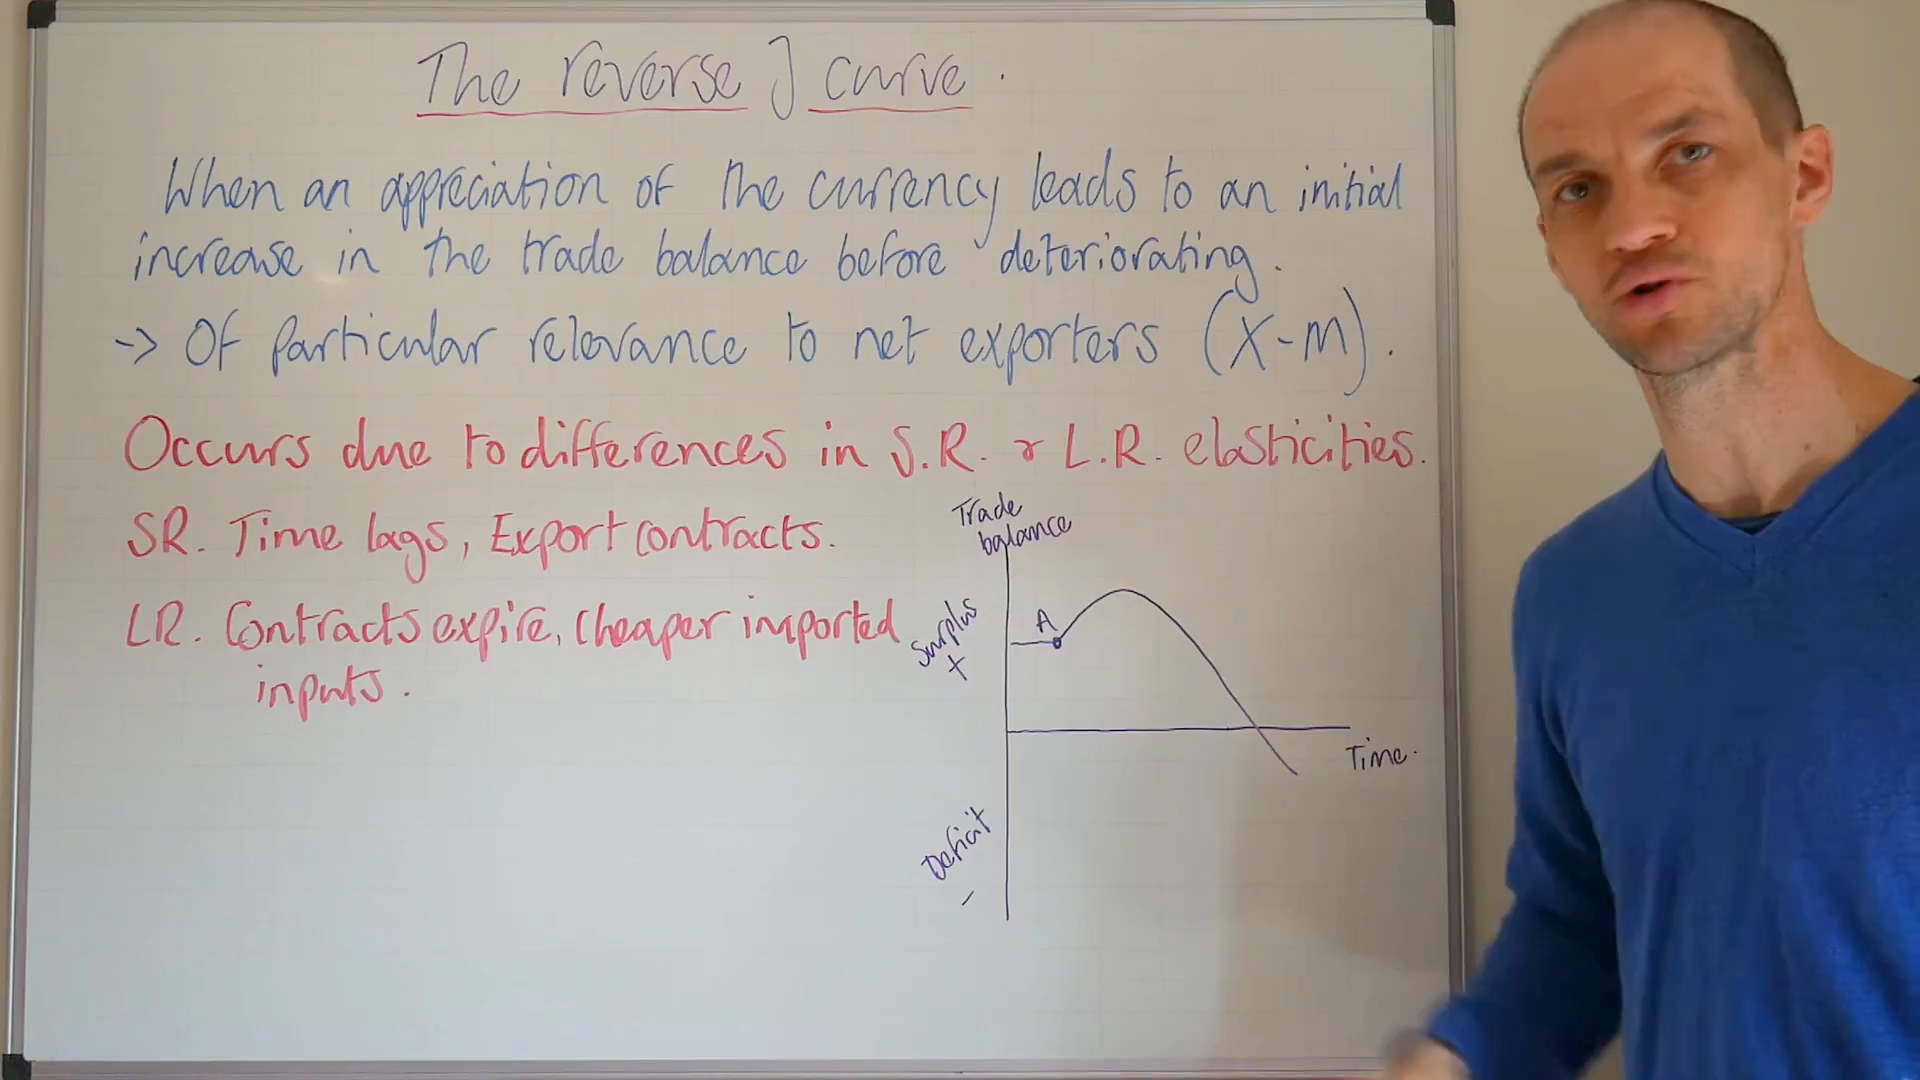 The reverse J curve.
When an appreciation of the currency leads to an initial
increase in the trade balance before deteriorating.
→ Of particular relevance to net exporters (X-M).
Occurs due to differences in S.R. & L.R. elasticities.
SR. Time lags, Export contracts.
LR. Contracts expire, Cheaper imported
inputs.
Trade
balance
Surplus
+
A
Time.
Deficit
-